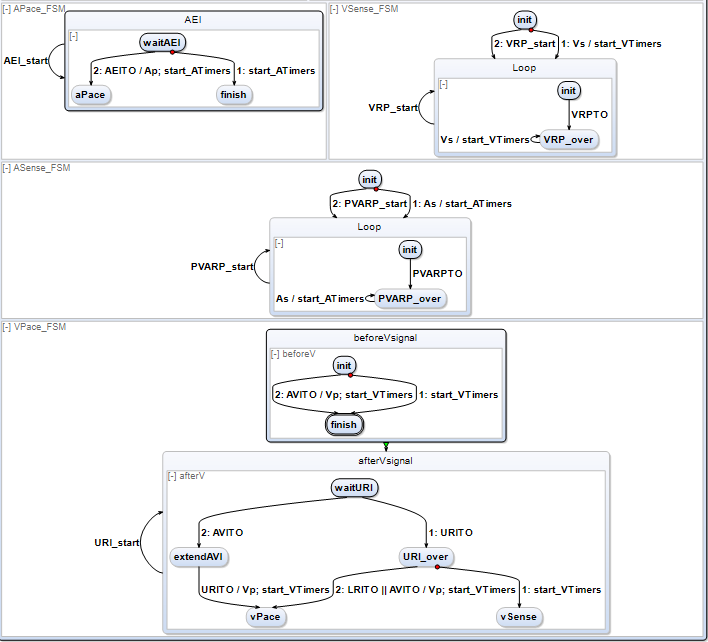 [-] APace_FSM
AEI
[-]
waitAEI
AEI_start
2: AEITO / Ap; start_ATimers
1: start_ATimers
aPace
finish
[-] VSense_FSM
init
2: VRP_start
1: Vs / start_VTimers
Loop
[-]
init
VRP_start
VRPTO
Vs / start_VTimers
VRP_over
[-] ASense_FSM
init
2: PVARP_start
1: As / start_ATimers
Loop
[-]
init
PVARP_start
PVARPTO
As / start_ATimers
PVARP_over
[-] VPace_FSM
beforeVsignal
[-] beforeV
init
2: AVITO / Vp; start_VTimers
1: start_VTimers
finish
afterVsignal
[-] afterV
waitURI
2: AVITO
1: URITO
URI_start
extendAVI
URI_over
URITO / Vp; start_VTimers
2: LRITO || AVITO / Vp; start_VTimers
1: start_VTimers
vPace
vSense